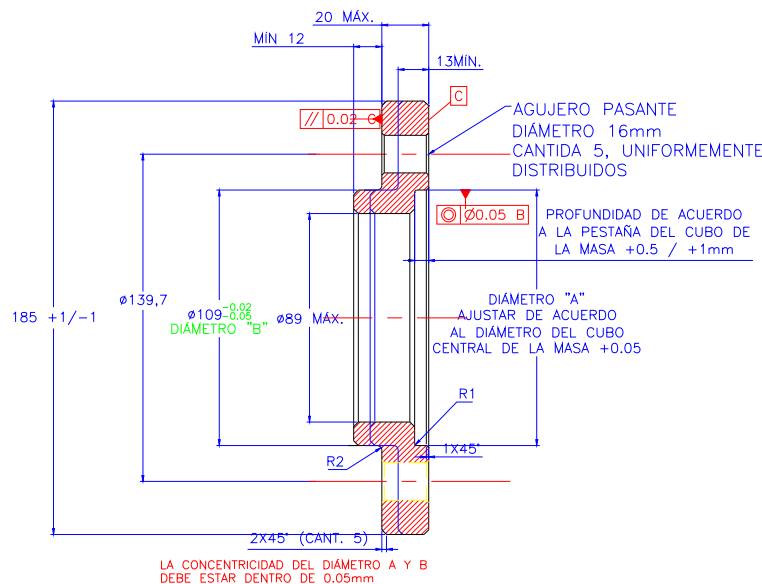 20 MÁX.
MÍN 12
13MÍN.
C
// 0.02 C
AGUJERO PASANTE
DIÁMETRO 16mm
CANTIDA 5, UNIFORMEMENTE
DISTRIBUIDOS
◎ Ø0.05 B
PROFUNDIDAD DE ACUERDO
A LA PESTAÑA DEL CUBO DE
LA MASA +0.5 / +1mm
185 +1/-1
ø139,7
ø109 -0.02
-0.05
DIÁMETRO "B"
ø89 MÁX.
DIÁMETRO "A"
AJUSTAR DE ACUERDO
AL DIÁMETRO DEL CUBO
CENTRAL DE LA MASA +0.05
R1
R2
1X45°
2X45° (CANT. 5)
LA CONCENTRICIDAD DEL DIÁMETRO A Y B
DEBE ESTAR DENTRO DE 0.05mm